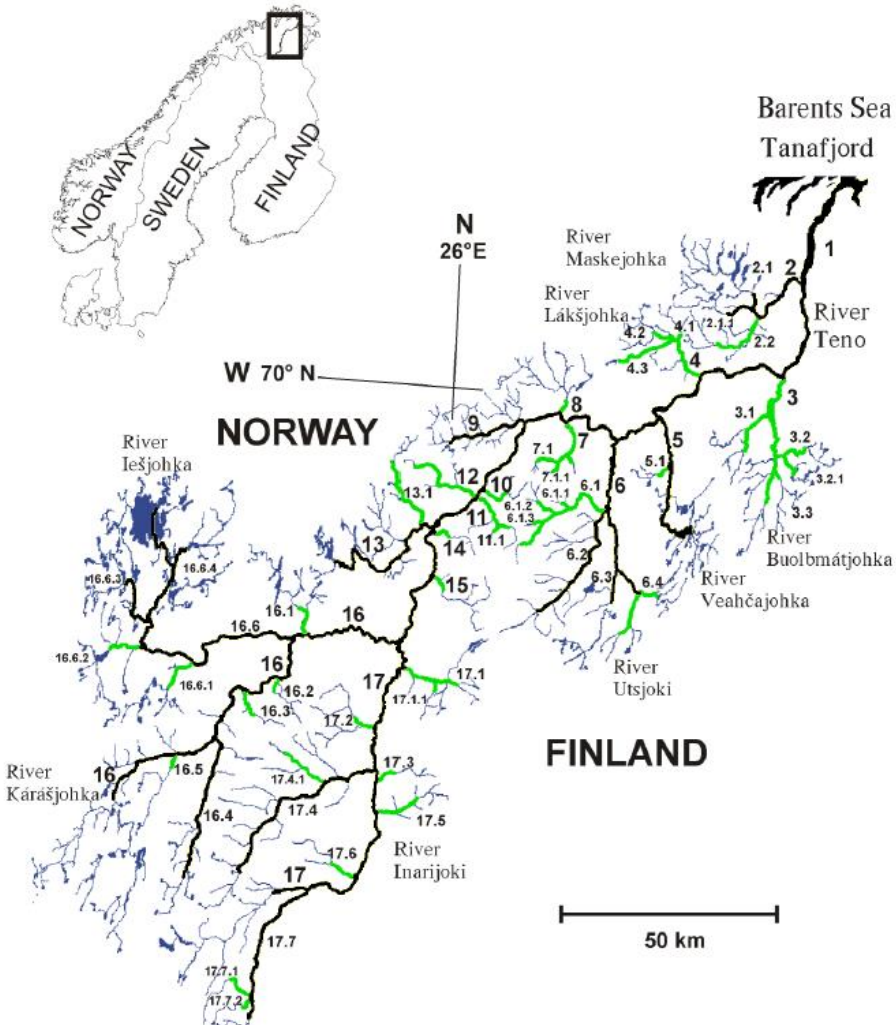 NORWAY
SWEDEN
FINLAND
Barents Sea
Tanafjord
N
26°E
W 70° N
River
Maskejohka
River
Lákšjohka
River
Teno
1
2
2.1
2.1.1
2.2
4.2
4.1
4.3
4
3
3.1
3.2
3.2.1
3.3
River
Buolbmátjohka
5
5.1
River
Veahčajohka
8
9
7
7.1
7.1.1
6
6.1
6.1.1
6.1.2
6.1.3
6.2
6.3
6.4
River
Utsjoki
NORWAY
FINLAND
12
10
11
11.1
13.1
13
14
15
River
Iešjohka
16.6.3
16.6.4
16.1
16.6
16
16.6.2
16.6.1
16
16.2
16.3
17
17.1
17.1.1
17.2
River
Kárášjohka
16
16.5
16.4
17.4.1
17.4
17.3
17.5
River
Inarijoki
17.6
17
17.7
17.7.1
17.7.2
50 km